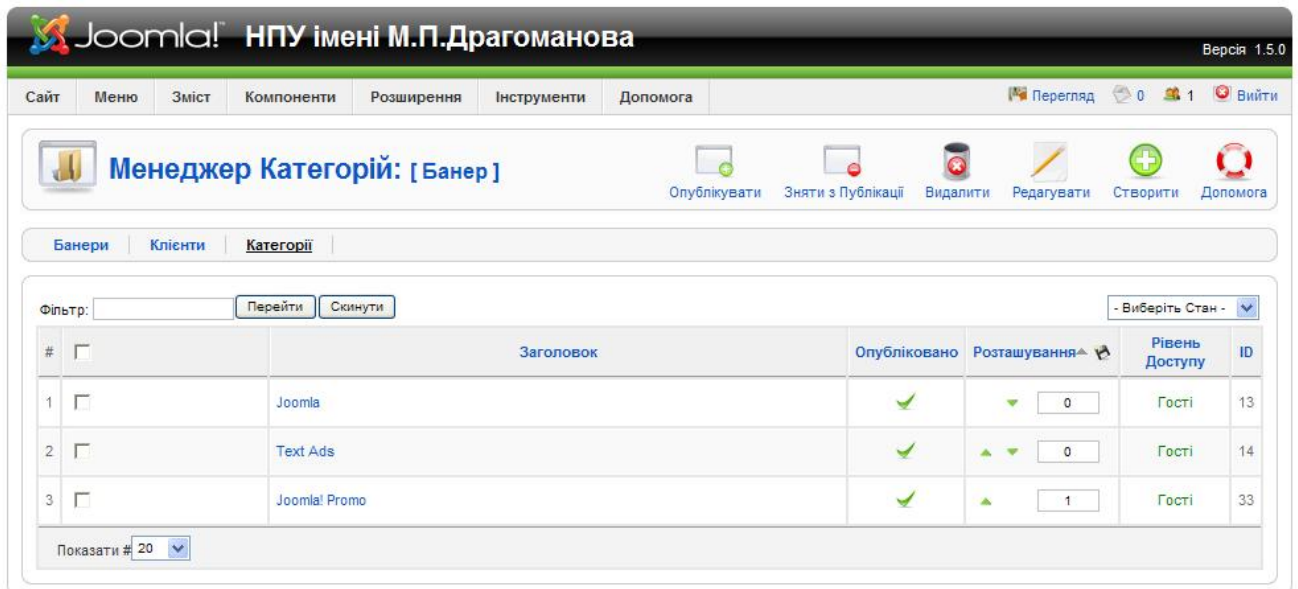 Joomla! НПУ імені М.П.Драгоманова
Версія 1.5.0
Сайт Меню Зміст Компоненти Розширення Інструменти Допомога Перегляд 0 1 Вийти
Менеджер Категорій: [ Банер ]
Опублікувати Зняти з Публікації Видалити Редагувати Створити Допомога
Банери Клієнти Категорії
Фільтр: Перейти Скинути - Виберіть Стан -
# Заголовок Опубліковано Розташування Рівень Доступу ID
1 Joomla 0 Гості 13
2 Text Ads 0 Гості 14
3 Joomla! Promo 1 Гості 33
Показати # 20